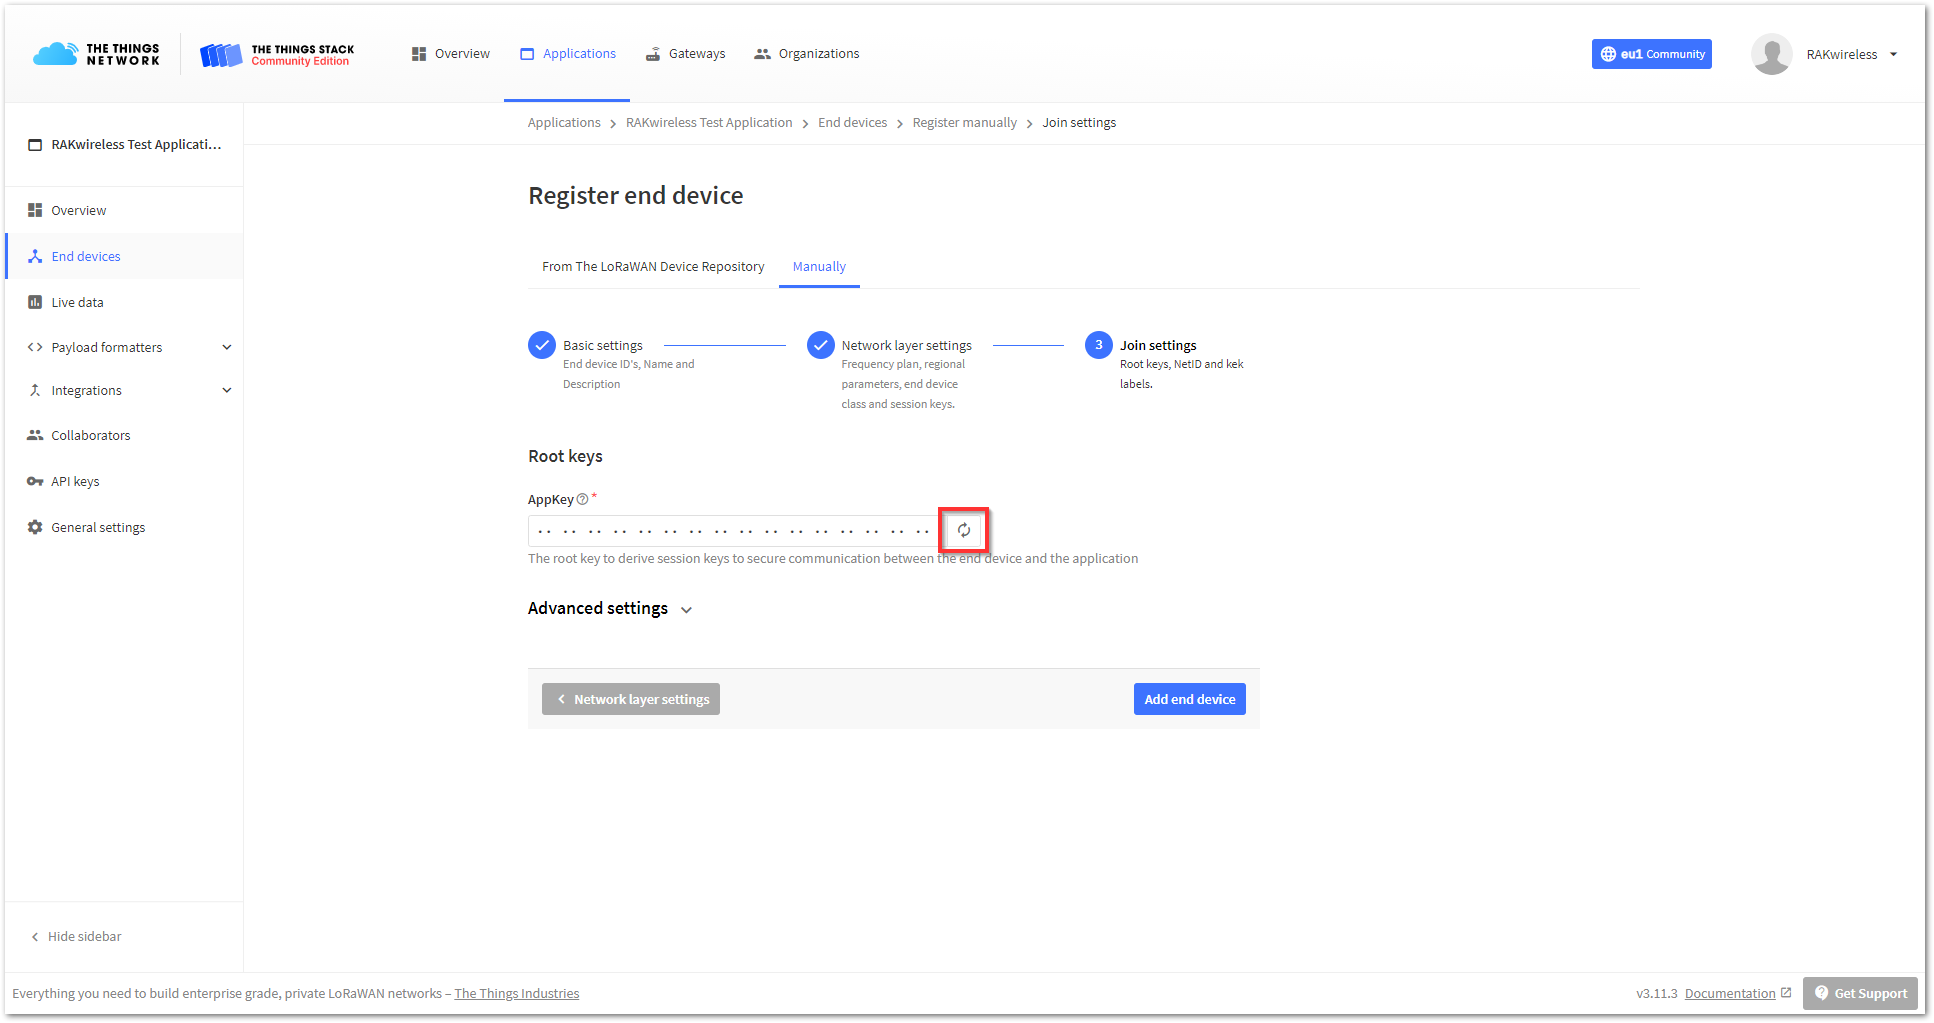 THE THINGS
NETWORK
THE THINGS STACK
Community Edition
Overview
Applications
Gateways
Organizations
eu1 Community
RAKwireless
RAKwireless Test Applicati...
Overview
End devices
Live data
Payload formatters
Integrations
Collaborators
API keys
General settings
Hide sidebar
Applications > RAKwireless Test Application > End devices > Register manually > Join settings
Register end device
From The LoRaWAN Device Repository
Manually
Basic settings
End device ID's, Name and
Description
Network layer settings
Frequency plan, regional
parameters, end device
class and session keys.
3
Join settings
Root keys, NetID and kek
labels.
Root keys
AppKey *
·· ·· ·· ·· ·· ·· ·· ·· ·· ·· ·· ·· ·· ·· ·· ··
The root key to derive session keys to secure communication between the end device and the application
Advanced settings
Network layer settings
Add end device
Everything you need to build enterprise grade, private LoRaWAN networks – The Things Industries
v3.11.3
Documentation
Get Support